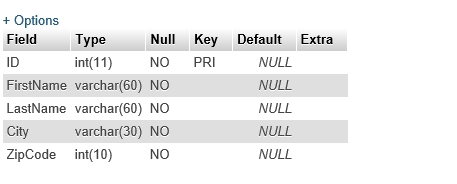 + Options
Field Type Null Key Default Extra
ID int(11) NO PRI NULL
FirstName varchar(60) NO NULL
LastName varchar(60) NO NULL
City varchar(30) NO NULL
ZipCode int(10) NO NULL